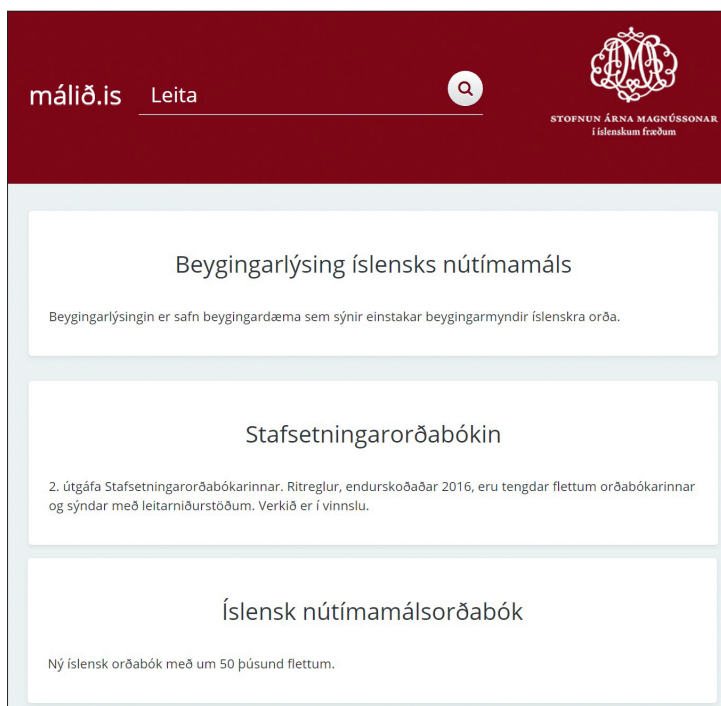 málið.is
Leita
STOFNUN ÁRNA MAGNÚSSONAR
í íslenskum fræðum
Beygingarlýsing íslensks nútímamáls
Beygingarlýsingin er safn beygingardæma sem sýnir einstakar beygingarmyndir íslenskra orða.
Stafsetningarorðabókin
2. útgáfa Stafsetningarorðabókarinnar. Ritreglur, endurskoðaðar 2016, eru tengdar flettum orðabókarinnar
og sýndar með leitarniðurstöðum. Verkið er í vinnslu.
Íslensk nútímamálsorðabók
Ný íslensk orðabók með um 50 þúsund flettum.